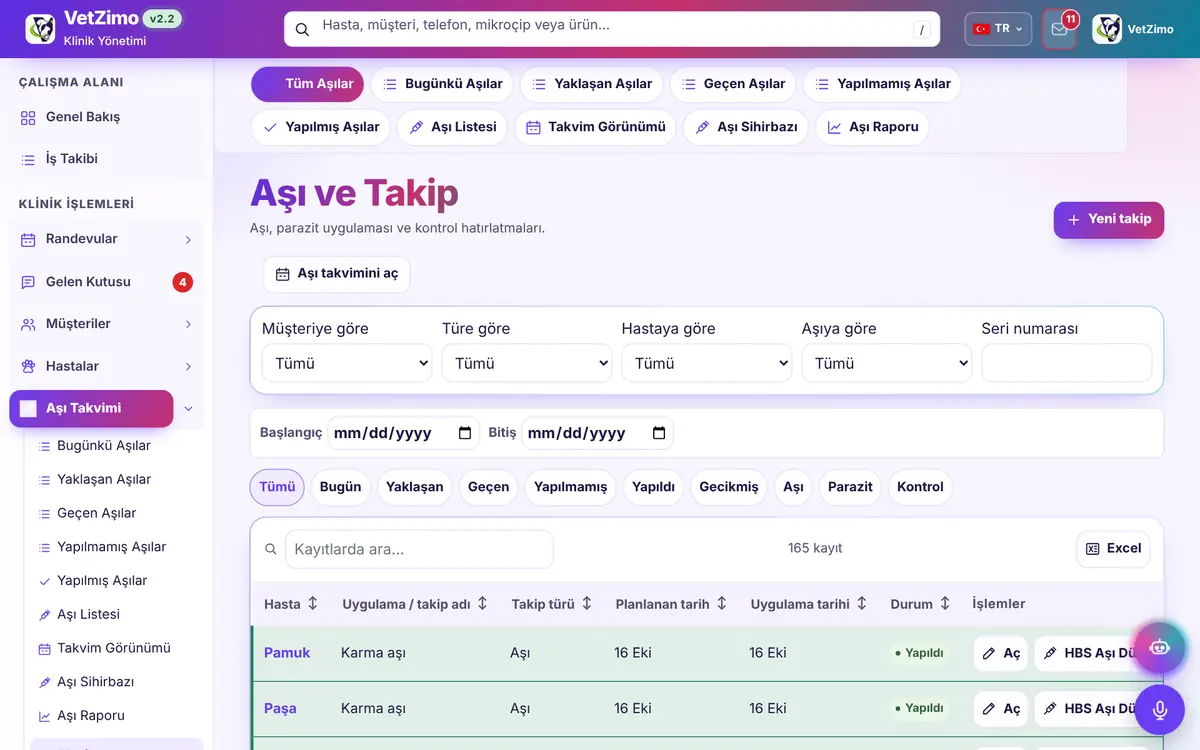 VetZimo v2.2
Klinik Yönetimi
Hasta, müşteri, telefon, mikroçip veya ürün...
/
TR
11
VetZimo
ÇALIŞMA ALANI
Genel Bakış
İş Takibi
KLİNİK İŞLEMLERİ
Randevular
Gelen Kutusu 4
Müşteriler
Hastalar
Aşı Takvimi
Bugünkü Aşılar
Yaklaşan Aşılar
Geçen Aşılar
Yapılmamış Aşılar
Yapılmış Aşılar
Aşı Listesi
Takvim Görünümü
Aşı Sihirbazı
Aşı Raporu
Tüm Aşılar Bugünkü Aşılar Yaklaşan Aşılar Geçen Aşılar Yapılmamış Aşılar
Yapılmış Aşılar Aşı Listesi Takvim Görünümü Aşı Sihirbazı Aşı Raporu
Aşı ve Takip
Aşı, parazit uygulaması ve kontrol hatırlatmaları.
+ Yeni takip
Aşı takvimini aç
Müşteriye göre Türe göre Hastaya göre Aşıya göre Seri numarası
Tümü Tümü Tümü Tümü
Başlangıç mm/dd/yyyy Bitiş mm/dd/yyyy
Tümü Bugün Yaklaşan Geçen Yapılmamış Yapıldı Gecikmiş Aşı Parazit Kontrol
Kayıtlarda ara... 165 kayıt Excel
Hasta Uygulama / takip adı Takip türü Planlanan tarih Uygulama tarihi Durum İşlemler
Pamuk Karma aşı Aşı 16 Eki 16 Eki • Yapıldı Aç HBS Aşı Dü
Paşa Karma aşı Aşı 16 Eki 16 Eki • Yapıldı Aç HBS Aşı Dü